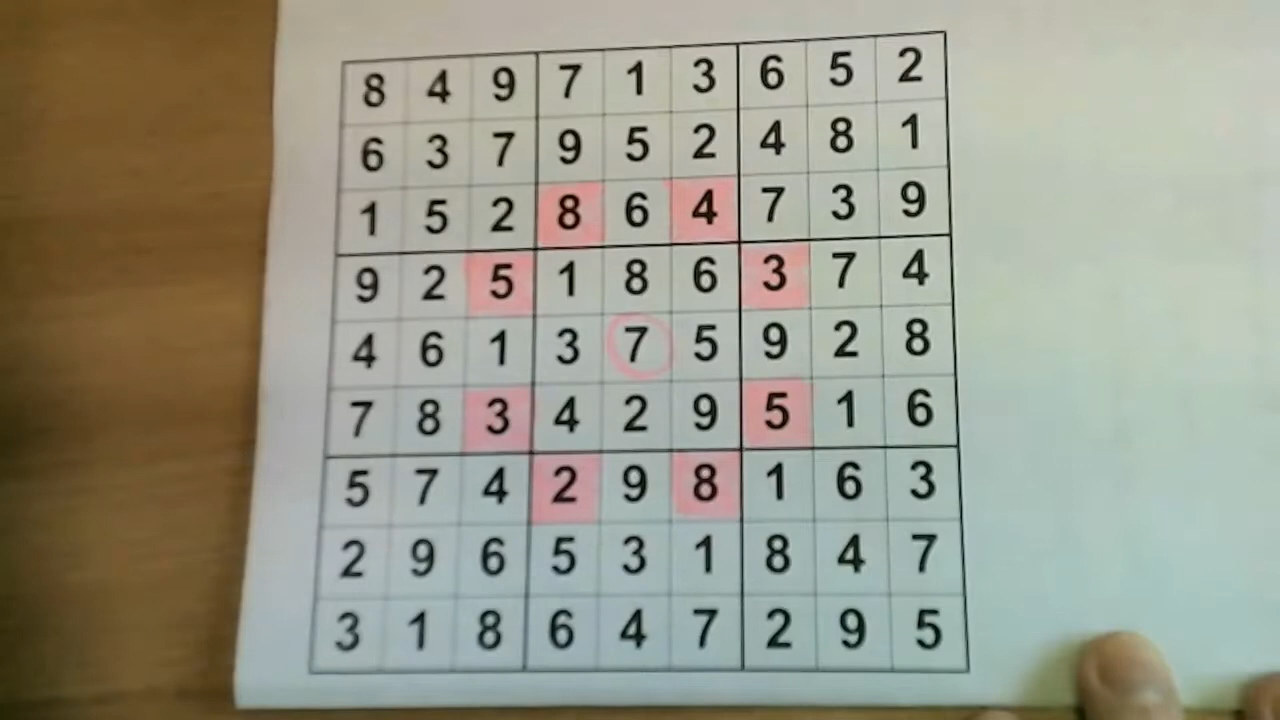 8 4 9 7 1 3 6 5 2
6 3 7 9 5 2 4 8 1
1 5 2 8 6 4 7 3 9
9 2 5 1 8 6 3 7 4
4 6 1 3 7 5 9 2 8
7 8 3 4 2 9 5 1 6
5 7 4 2 9 8 1 6 3
2 9 6 5 3 1 8 4 7
3 1 8 6 4 7 2 9 5